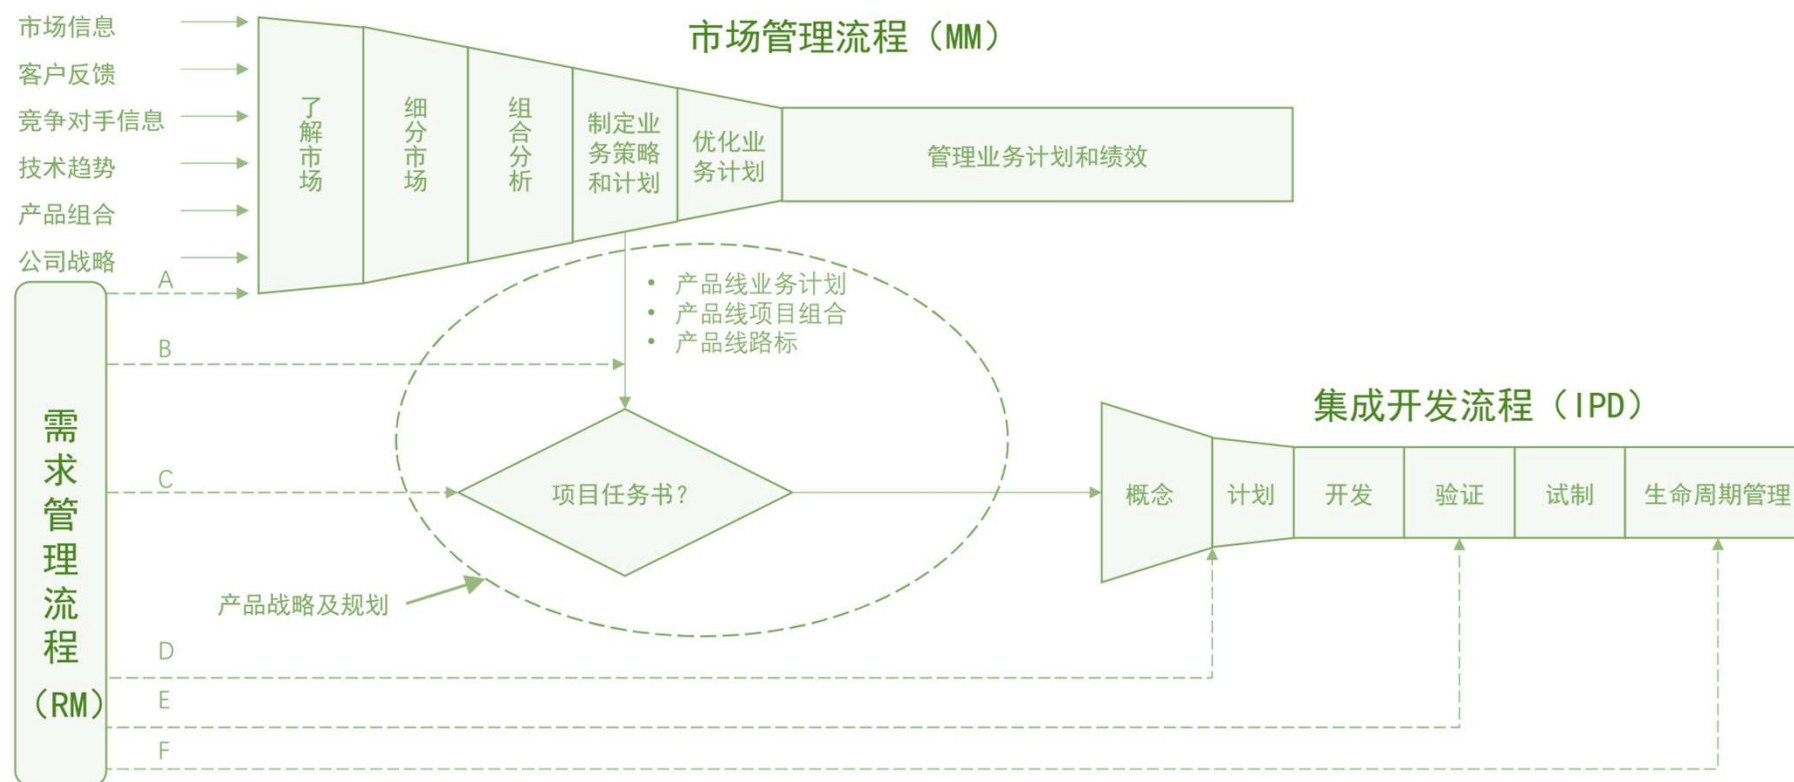 市场信息
客户反馈
竞争对手信息
技术趋势
产品组合
公司战略
市场管理流程（MM）
了解市场
细分市场
组合分析
制定业
务策略
和计划
优化业
务计划
管理业务计划和绩效
A
B
C
D
E
F
需求管理流程
（RM）
• 产品线业务计划
• 产品线项目组合
• 产品线路标
项目任务书？
产品战略及规划
集成开发流程（IPD）
概念
计划
开发
验证
试制
生命周期管理